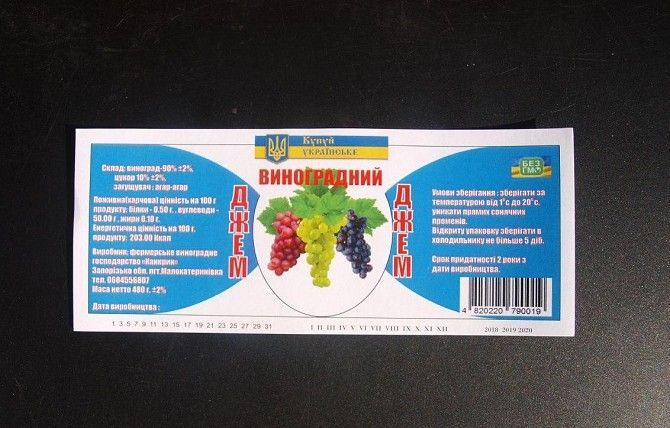 Купуй
УКРАЇНСЬКЕ
ВИНОГРАДНИЙ
ДЖЕМ
ДЖЕМ
Склад: виноград-90% ±2%,
цукор 10% ±2%,
загущувач : агар-агар
Поживна(харчова) цінність на 100 г
продукту: білки - 0.50 г , вуглеводи -
50.00 г , жири 0.10 г.
Енергетична цінність на 100 г.
продукту: 203.00 Ккал
Виробник: фермерське виноградне
господарство «Канкрин»
Запорізька обл. пгт.Малокатеринівка
тел. 0684556807
Маса нетто 480 г. ±2%
Дата виробництва :
1 3 5 7 9 11 13 15 17 19 21 23 25 27 29 31
I II III IV V VI VII VIII IX X XI XII
2018 2019 2020
БЕЗ
ГМО
Умови зберігання : зберігати за
температурою від 1°с до 20°с,
уникати прямих сонячних
променів.
Відкриту упаковку зберігати в
холодильнику не більше 5 діб.
Срок придатності 2 роки з
дати виробництва.
4 820220 790019